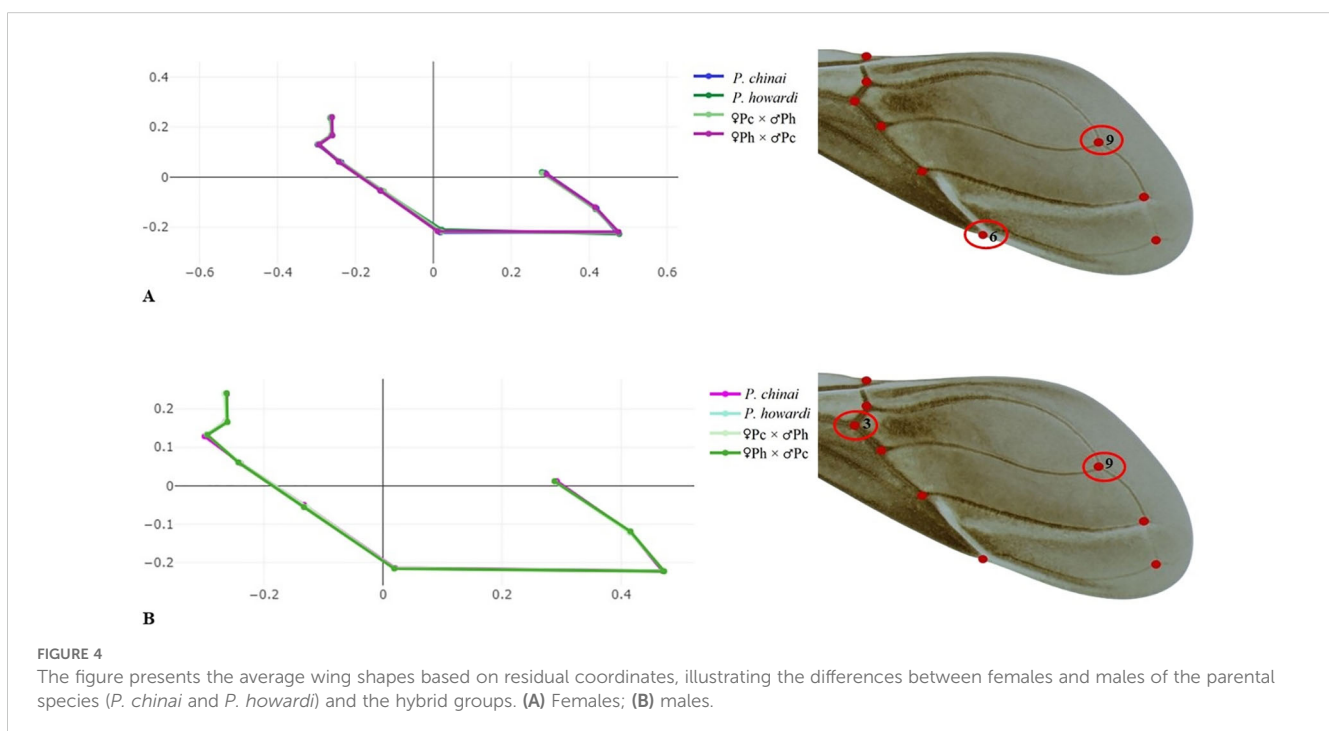 0.4
0.2
0
−0.2
−0.6
−0.4
−0.2
0
0.2
0.4
0.6
P. chinai
P. howardi
♀Pc × ♂Ph
♀Ph × ♂Pc
9
6
A
0.2
0.1
0
−0.1
−0.2
−0.2
0
0.2
0.4
P. chinai
P. howardi
♀Pc × ♂Ph
♀Ph × ♂Pc
3
9
B
FIGURE 4
The figure presents the average wing shapes based on residual coordinates, illustrating the differences between females and males of the parental
species (P. chinai and P. howardi) and the hybrid groups. (A) Females; (B) males.